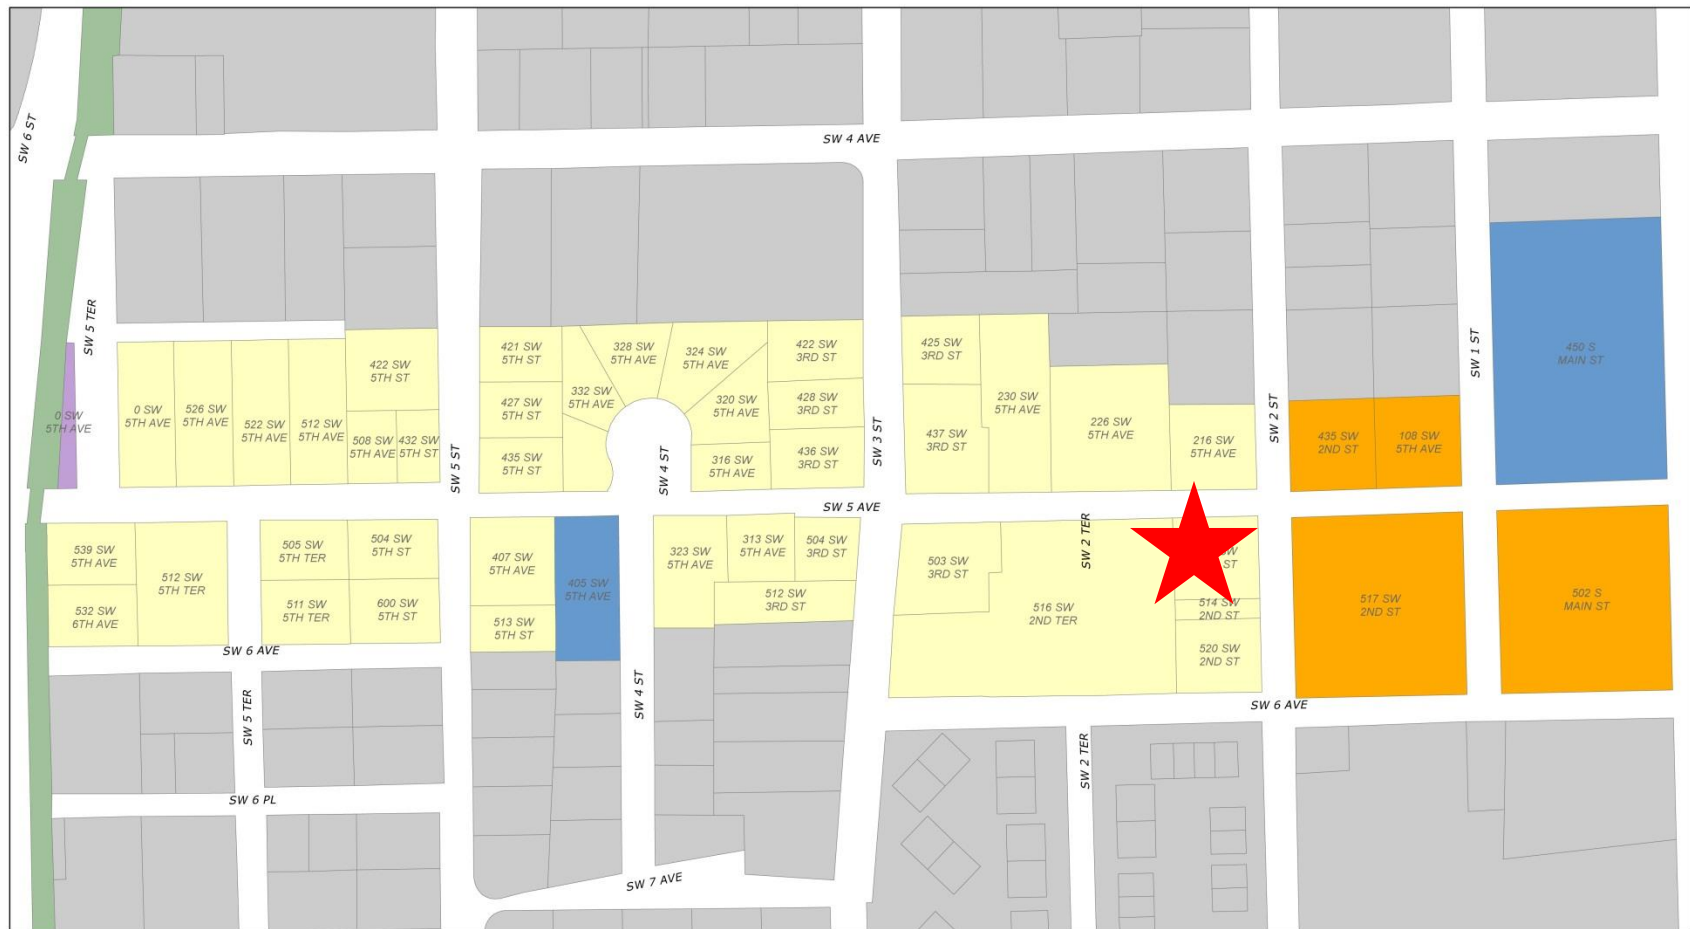 SW 4 AVE
SW 6 ST
SW 5 TER
SW 1 ST
450 S
MAIN ST
421 SW
5TH ST
328 SW
5TH AVE
324 SW
5TH AVE
422 SW
3RD ST
425 SW
3RD ST
422 SW
5TH ST
0 SW
5TH AVE
0 SW
5TH AVE
526 SW
5TH AVE
522 SW
5TH AVE
512 SW
5TH AVE
508 SW
5TH AVE
432 SW
5TH ST
SW 5 ST
427 SW
5TH ST
332 SW
5TH AVE
320 SW
5TH AVE
428 SW
3RD ST
230 SW
5TH AVE
226 SW
5TH AVE
SW 2 ST
435 SW
5TH ST
SW 4 ST
316 SW
5TH AVE
436 SW
3RD ST
SW 3 ST
437 SW
3RD ST
216 SW
5TH AVE
435 SW
2ND ST
108 SW
5TH AVE
SW 5 AVE
539 SW
5TH AVE
532 SW
6TH AVE
512 SW
5TH TER
505 SW
5TH TER
504 SW
5TH ST
511 SW
5TH TER
600 SW
5TH ST
407 SW
5TH AVE
405 SW
5TH AVE
513 SW
5TH ST
323 SW
5TH AVE
313 SW
5TH AVE
504 SW
3RD ST
512 SW
3RD ST
503 SW
3RD ST
SW 2 TER
516 SW
2ND TER
SW
ST
514 SW
2ND ST
520 SW
2ND ST
517 SW
2ND ST
502 S
MAIN ST
SW 6 AVE
SW 6 AVE
SW 5 TER
SW 4 ST
SW 2 TER
SW 6 PL
SW 7 AVE